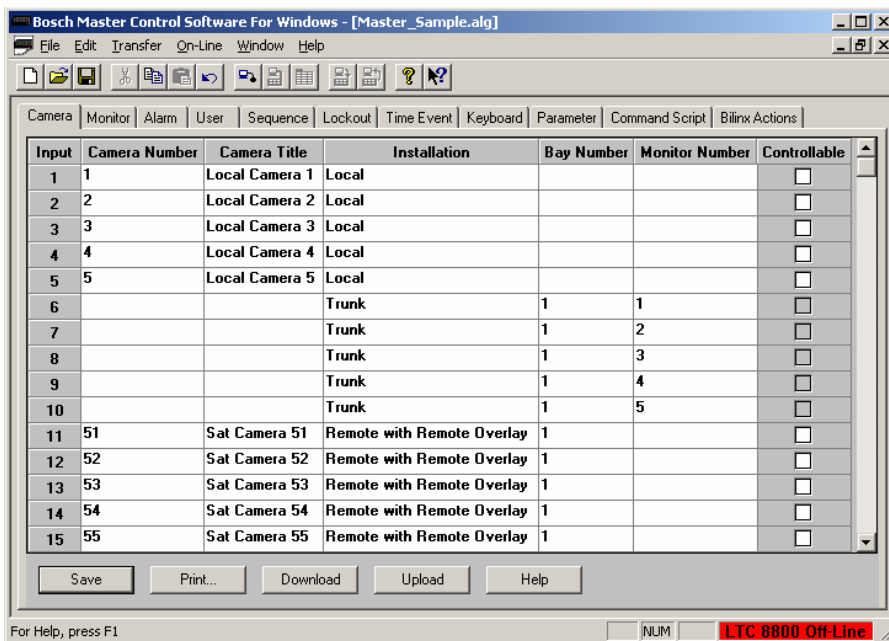 Bosch Master Control Software For Windows - [Master_Sample.alg]
File Edit Transfer On-Line Window Help
Camera Monitor Alarm User Sequence Lockout Time Event Keyboard Parameter Command Script Bilinx Actions
Input Camera Number Camera Title Installation Bay Number Monitor Number Controllable
1 1 Local Camera 1 Local
2 2 Local Camera 2 Local
3 3 Local Camera 3 Local
4 4 Local Camera 4 Local
5 5 Local Camera 5 Local
6 Trunk 1 1
7 Trunk 1 2
8 Trunk 1 3
9 Trunk 1 4
10 Trunk 1 5
11 51 Sat Camera 51 Remote with Remote Overlay 1
12 52 Sat Camera 52 Remote with Remote Overlay 1
13 53 Sat Camera 53 Remote with Remote Overlay 1
14 54 Sat Camera 54 Remote with Remote Overlay 1
15 55 Sat Camera 55 Remote with Remote Overlay 1
Save Print... Download Upload Help
For Help, press F1 NUM LTC 8800 Off-Line